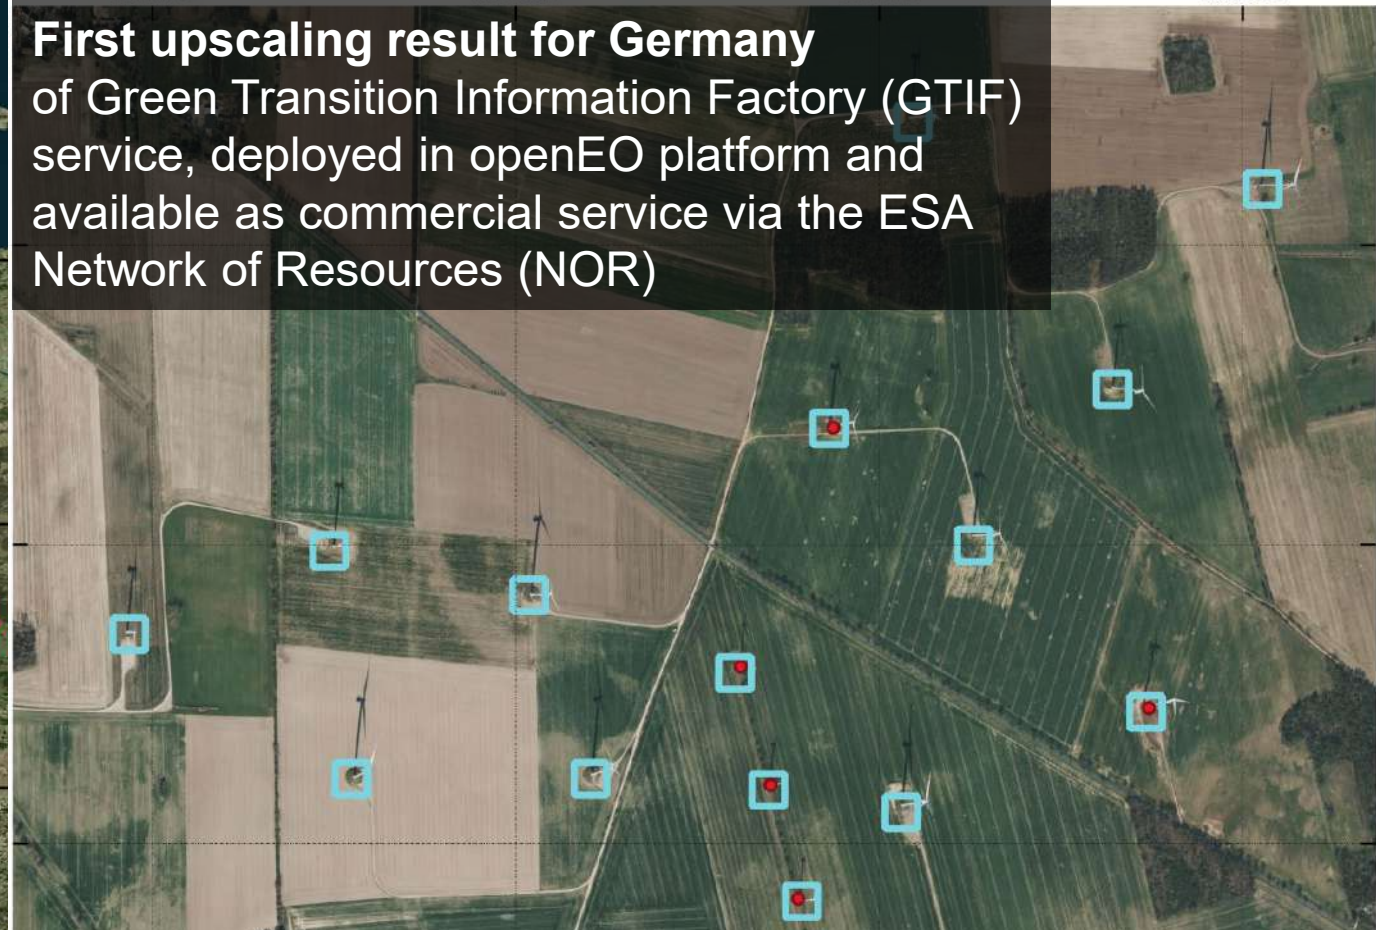 First upscaling result for Germany
of Green Transition Information Factory (GTIF)
service, deployed in openEO platform and
available as commercial service via the ESA
Network of Resources (NOR)